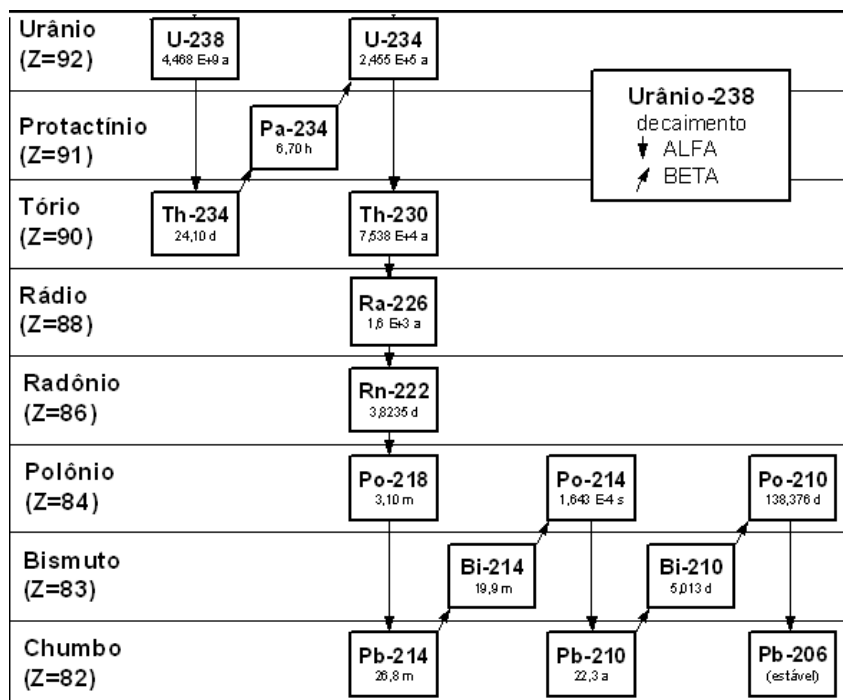 Urânio
(Z=92)
U-238
4,468 E+9 a
U-234
2,455 E+5 a
Urânio-238
decaimento
ALFA
BETA
Protactínio
(Z=91)
Pa-234
6,70 h
Tório
(Z=90)
Th-234
24,10 d
Th-230
7,538 E+4 a
Rádio
(Z=88)
Ra-226
1,6 E+3 a
Radônio
(Z=86)
Rn-222
3,8235 d
Polônio
(Z=84)
Po-218
3,10 m
Po-214
1,643 E-4 s
Po-210
138,376 d
Bismuto
(Z=83)
Bi-214
19,9 m
Bi-210
5,013 d
Chumbo
(Z=82)
Pb-214
26,8 m
Pb-210
22,3 a
Pb-206
(estável)